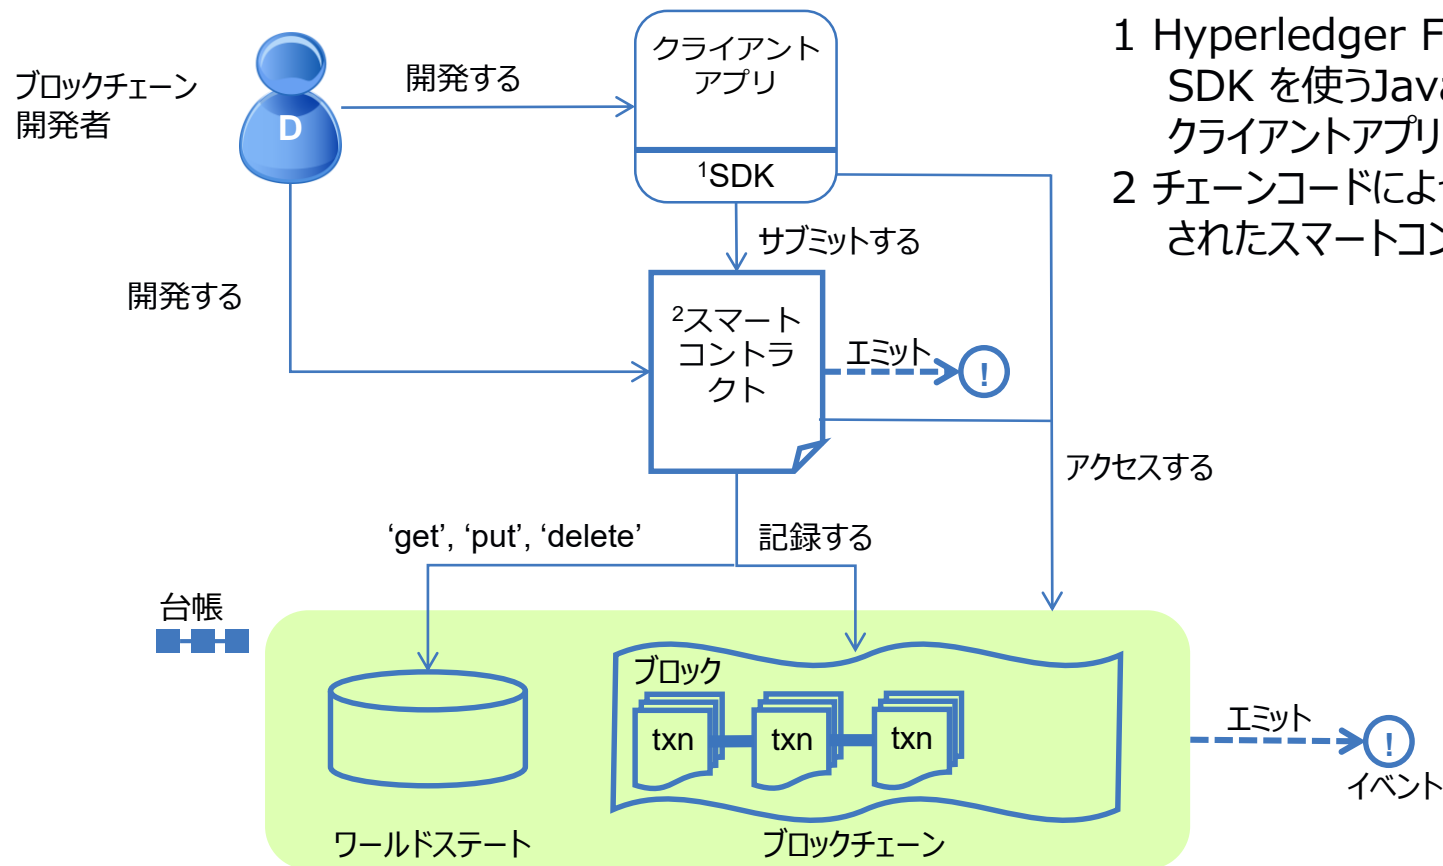 ブロックチェーン
開発者
D
開発する
クライアント
アプリ
¹SDK
1 Hyperledger F
SDK を使うJava
クライアントアプリ
2 チェーンコードによ
されたスマートコン
サブミットする
開発する
²スマート
コントラ
クト
エミット
!
アクセスする
‘get’, ‘put’, ‘delete’
記録する
台帳
ブロック
txn
txn
txn
エミット
!
イベント
ワールドステート
ブロックチェーン